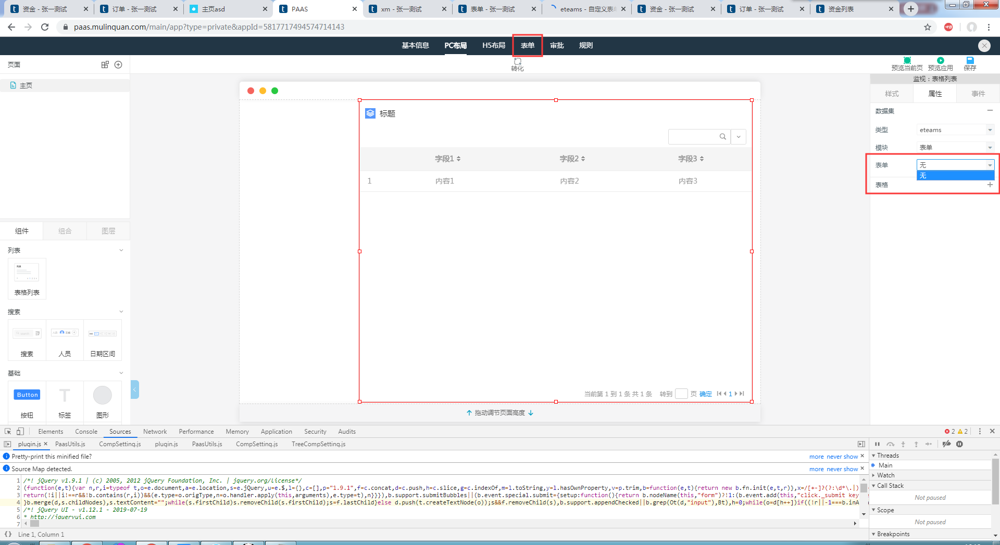 资金 - 张一测试
订单 - 张一测试
主页asd
PAAS
xm - 张一测试
表单 - 张一测试
eteams - 自定义表单
资金 - 张一测试
订单 - 张一测试
资金列表
paas.mulinquan.com/main/app?type=private&appId=5817717494574714143
基本信息 PC布局 H5布局 表单 审批 规则
页面
转化
预览当前页 预览应用 保存
主页
监视：表格列表
样式 属性 事件
数据集
类型 eteams
模块 表单
表单 无
无
表格
标题
字段1 字段2 字段3
1 内容1 内容2 内容3
当前第 1 到 1 条 共 1 条 转到 页 确定 1
拖动调节页面高度
组件 组合 图层
列表
列表
表格列表
搜索
搜索 人员 日期区间
基础
Button T
按钮 标签 图形
Elements Console Sources Network Performance Memory Application Security Audits
2 2
plugin.js PaasUtils.js CompSetting.js plugin.js PaasUtils.js CompSetting.js TreeCompSetting.js
Pretty-print this minified file?
more never show
Source Map detected.
more never show
1 /*! jQuery v1.9.1 | (c) 2005, 2012 jQuery Foundation, Inc. | jquery.org/license*/
2 (function(e,t){var n,r,i=typeof t,o=e.document,a=e.location,s=e.jQuery,u=e.$,l={},c=[],p="1.9.1",f=c.concat,d=c.push,h=c.slice,g=c.indexOf,m=l.toString,y=l.hasOwnProperty,v=p.trim,b=function(e,t){return new b.fn.init(e,t,r)},x=/[+-]?(?:\d*\.|)
3 return(!i||i!==r&&!b.contains(r,i))&&(e.type=o.origType,n=o.handler.apply(this,arguments),e.type=t),n}}}),b.support.submitBubbles||(b.event.special.submit={setup:function(){return b.nodeName(this,"form")?!1:(b.event.add(this,"click._submit key
4 }b.merge(d,s.childNodes),s.textContent="";while(s.firstChild)s.removeChild(s.firstChild);s=f.lastChild}else d.push(t.createTextNode(o));s&&f.removeChild(s),b.support.appendChecked||b.grep(Ot(d,"input"),Bt),h=0;while(o=d[h++])if((!r||-1===b.inA
5 /*! jQuery UI - v1.12.1 - 2019-07-19
6 * http://jqueryui.com
7
{} Line 1, Column 1
Threads
Main
Watch
Call Stack
Not paused
Scope
Not paused
Breakpoints